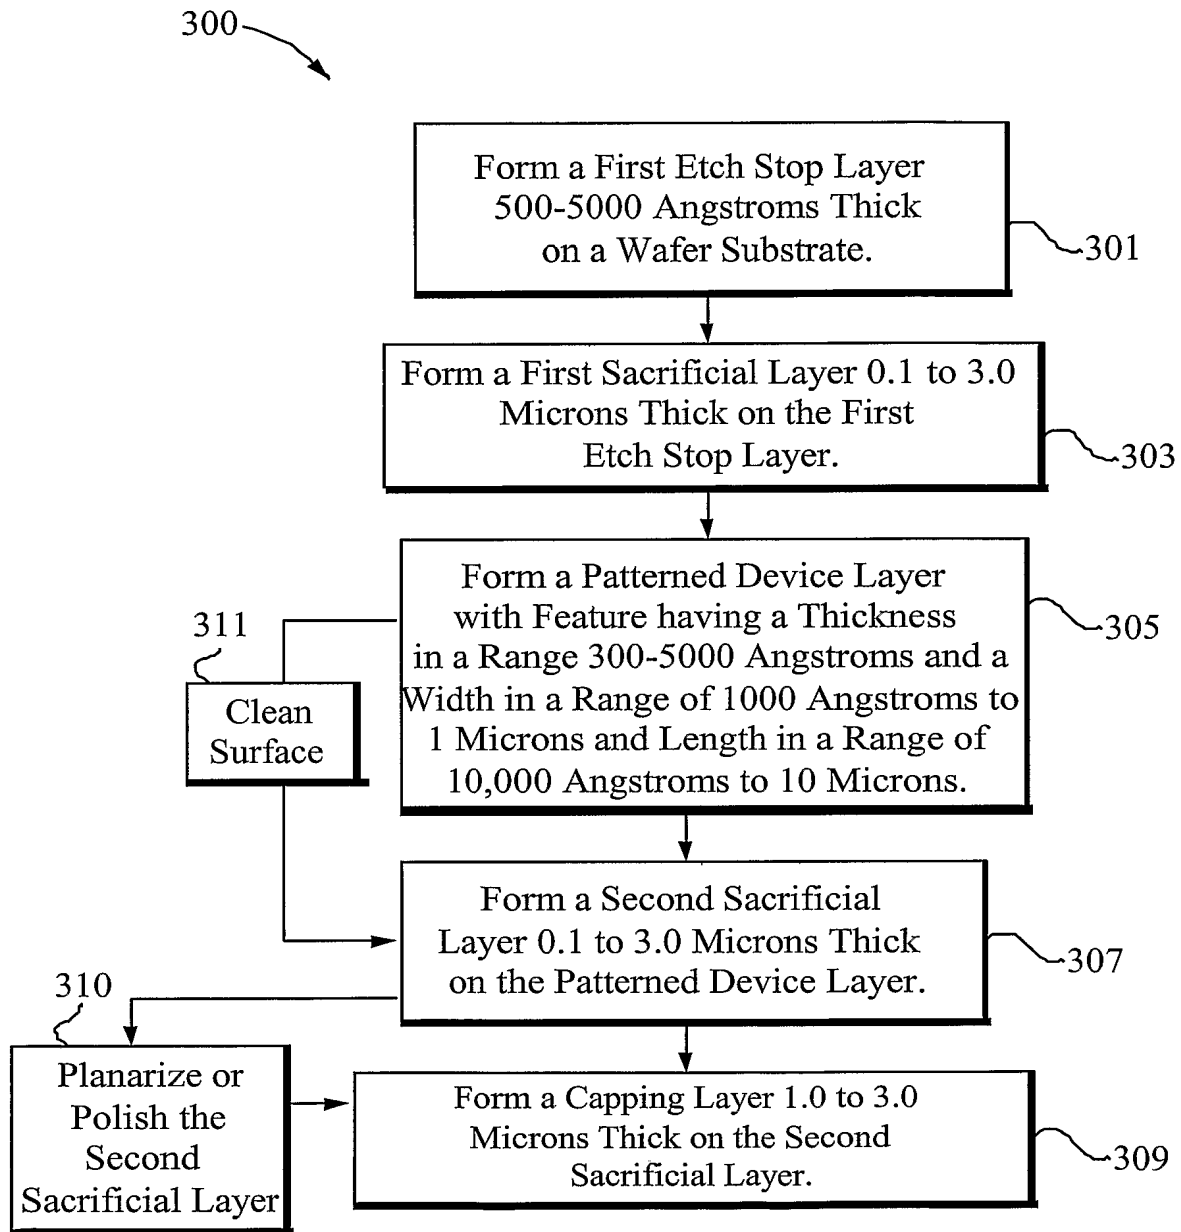 300
Form a First Etch Stop Layer
500-5000 Angstroms Thick
on a Wafer Substrate.
301
Form a First Sacrificial Layer 0.1 to 3.0
Microns Thick on the First
Etch Stop Layer.
303
Form a Patterned Device Layer
with Feature having a Thickness
in a Range 300-5000 Angstroms and a
Width in a Range of 1000 Angstroms to
1 Microns and Length in a Range of
10,000 Angstroms to 10 Microns.
305
311
Clean
Surface
Form a Second Sacrificial
Layer 0.1 to 3.0 Microns Thick
on the Patterned Device Layer.
307
310
Planarize or
Polish the
Second
Sacrificial Layer
Form a Capping Layer 1.0 to 3.0
Microns Thick on the Second
Sacrificial Layer.
309